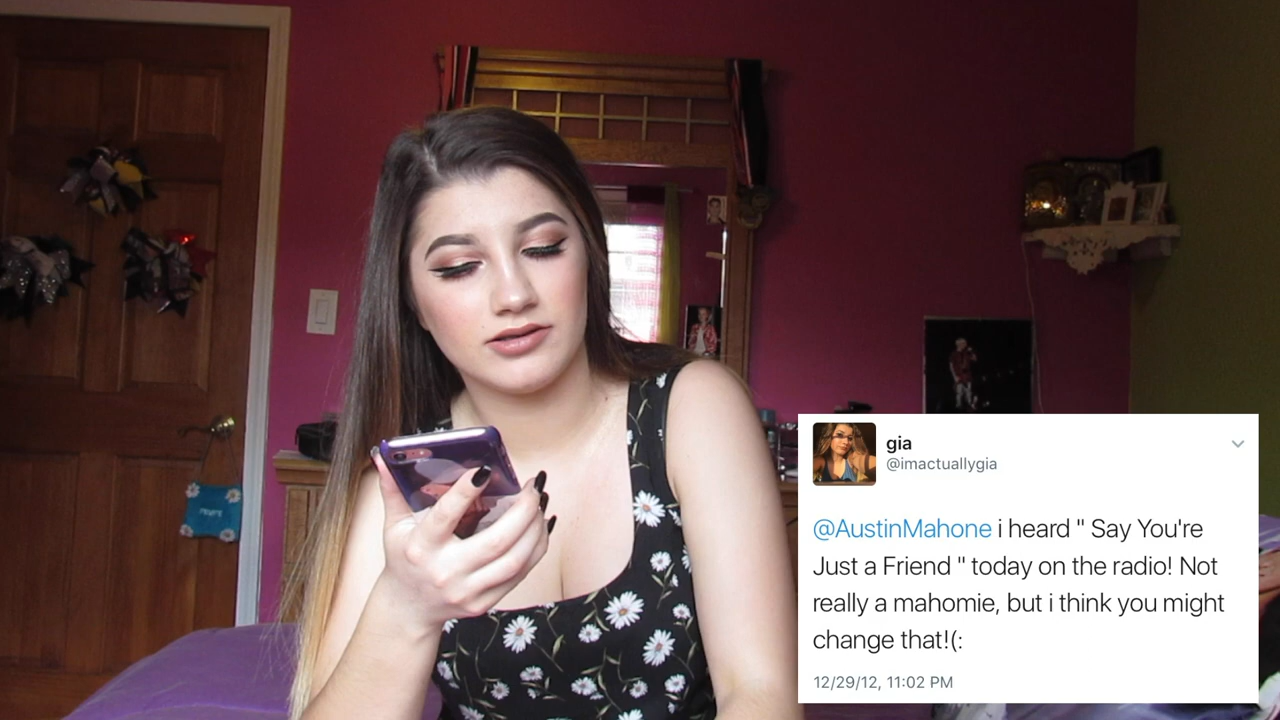 gia
@imactuallygia
@AustinMahone i heard " Say You're
Just a Friend " today on the radio! Not
really a mahomie, but i think you might
change that!(:
12/29/12, 11:02 PM